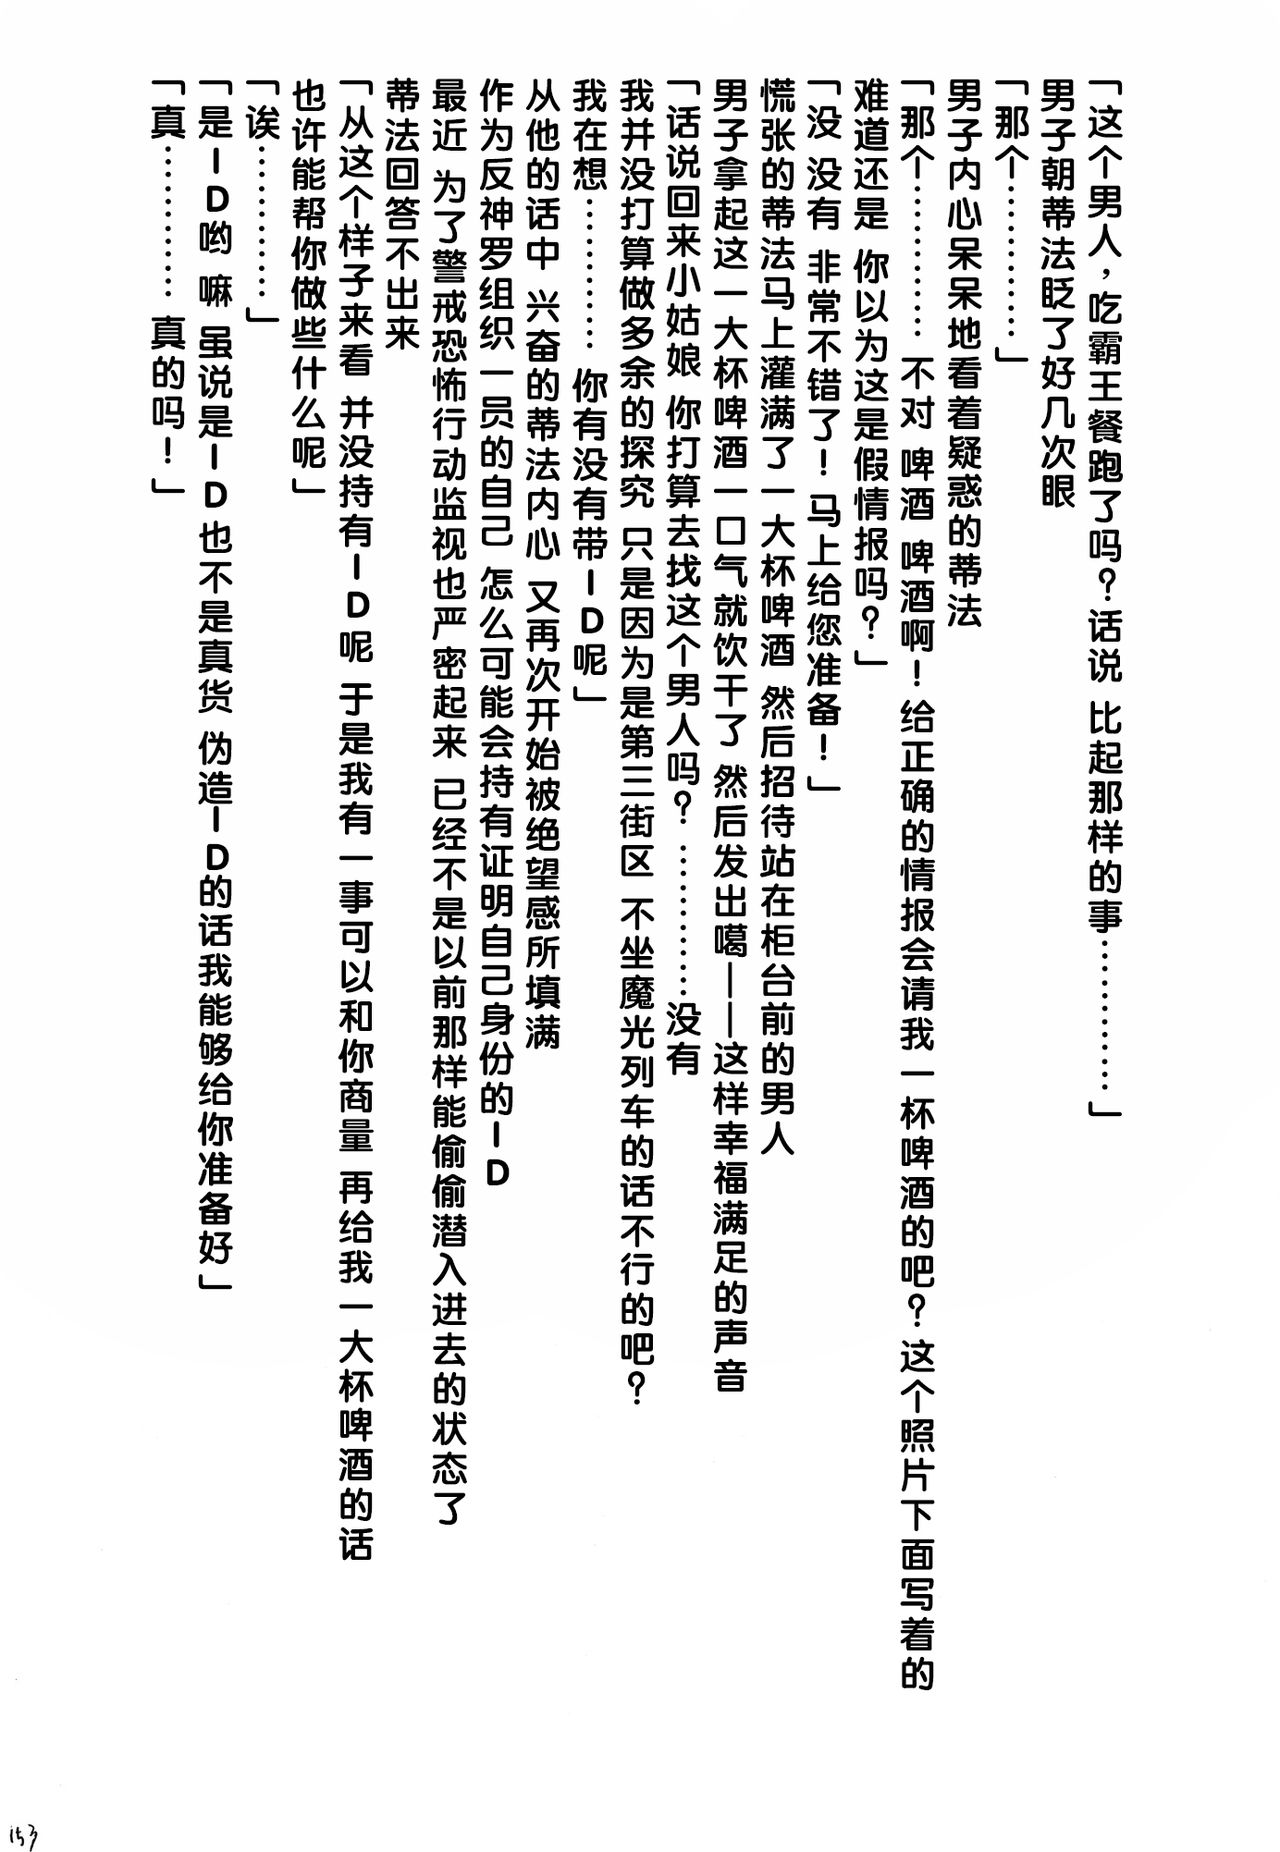 「这个男人，吃霸王餐跑了吗？话说 比起那样的事…………」
男子朝蒂法眨了好几次眼
「那个…………」
男子内心呆呆地看着疑惑的蒂法
「那个………… 不对 啤酒 啤酒啊！给正确的情报会请我一杯啤酒的吧？这个照片下面写着的
难道还是 你以为这是假情报吗？」
「没 没有 非常不错了！马上给您准备！」
慌张的蒂法马上灌满了一大杯啤酒 然后招待站在柜台前的男人
男子拿起这一大杯啤酒一口气就饮干了 然后发出噶——这样幸福满足的声音
「话说回来小姑娘 你打算去找这个男人吗？…………没有
我并没打算做多余的探究 只是因为是第三街区 不坐魔光列车的话不行的吧？
我在想………… 你有没有带ID呢」
从他的话中 兴奋的蒂法内心 又再次开始被绝望感所填满
作为反神罗组织一员的自己 怎么可能会持有证明自己身份的ID
最近 为了警戒恐怖行动监视也严密起来 已经不是以前那样能偷偷潜入进去的状态了
蒂法回答不出来
「从这个样子来看 并没持有ID呢 于是我有一事可以和你商量 再给我一大杯啤酒的话
也许能帮你做些什么呢」
「诶…………」
「是ID哟 嘛 虽说是ID也不是真货 伪造ID的话我能够给你准备好」
「真………… 真的吗！」
153